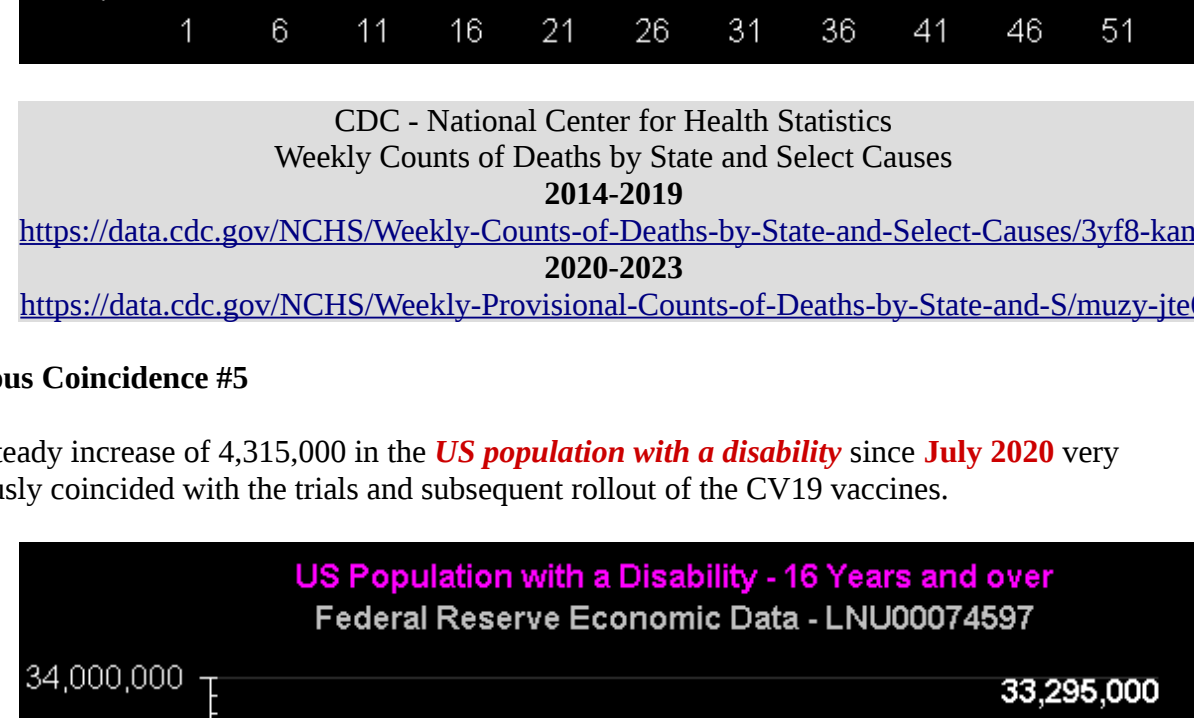 1 6 11 16 21 26 31 36 41 46 51
CDC - National Center for Health Statistics
Weekly Counts of Deaths by State and Select Causes
2014-2019
https://data.cdc.gov/NCHS/Weekly-Counts-of-Deaths-by-State-and-Select-Causes/3yf8-kan
2020-2023
https://data.cdc.gov/NCHS/Weekly-Provisional-Counts-of-Deaths-by-State-and-S/muzy-jte
Coincidence #5
increase of 4,315,000 in the US population with a disability since July 2020 very
coincided with the trials and subsequent rollout of the CV19 vaccines.
US Population with a Disability - 16 Years and over
Federal Reserve Economic Data - LNU00074597
34,000,000
33,295,000